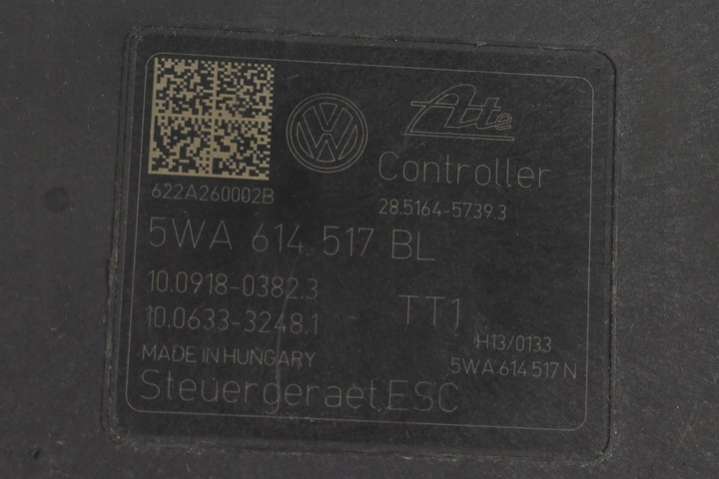 Ate
Controller
622A260002B
28.5164-5739.3
5WA 614 517 BL
10.0918-0382.3
10.0633-3248.1
TT1
H13/0133
MADE IN HUNGARY
5WA 614 517 N
Steuergeraet ESC